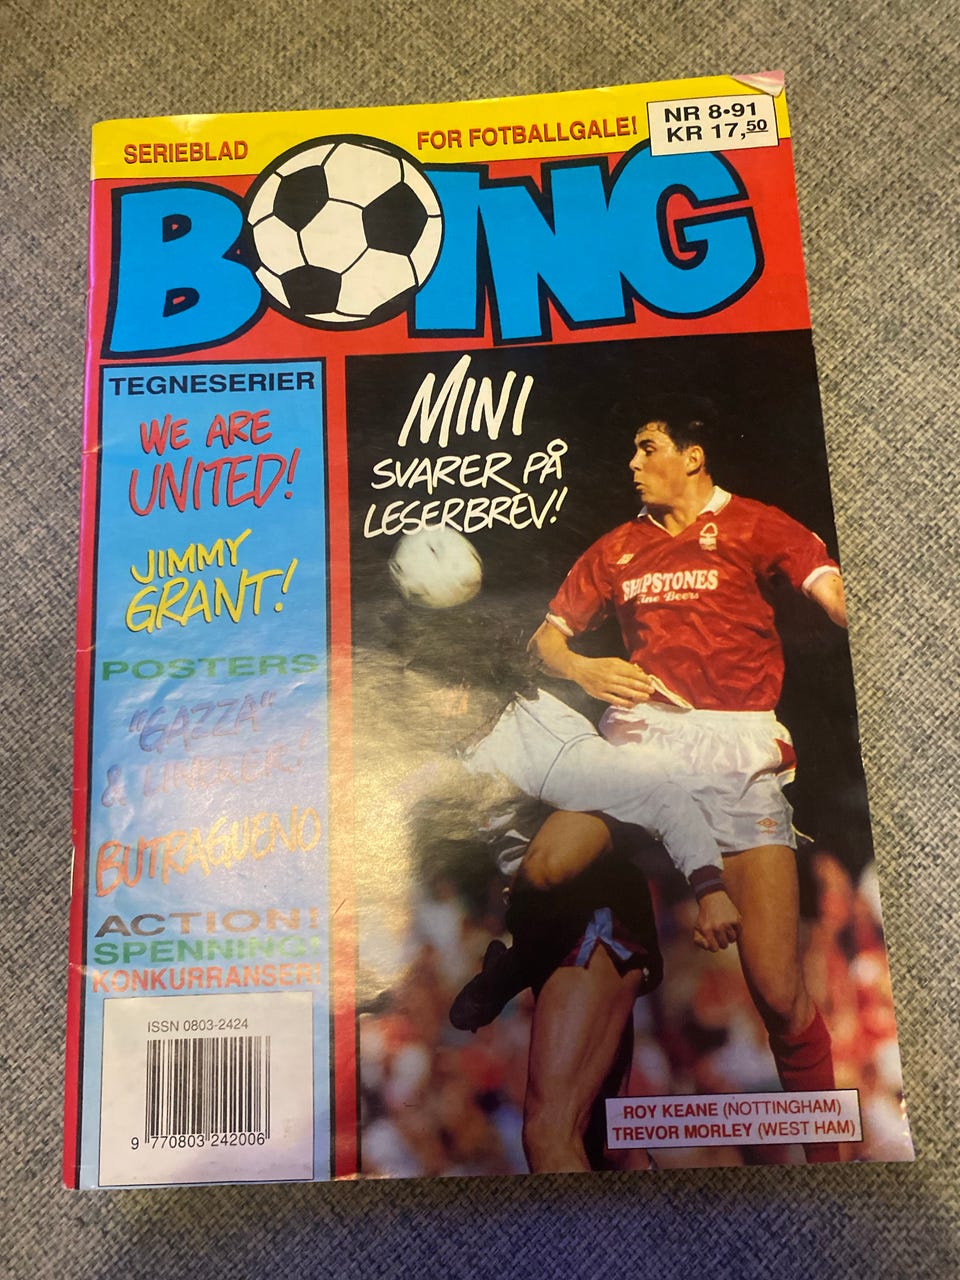 SERIEBLAD
FOR FOTBALLGALE!
NR 8•91
KR 17,50
BOING
TEGNESERIER
WE ARE
UNITED!
JIMMY
GRANT!
POSTERS
"GAZZA"
& LINEKER!
BUTRAGUENO
ACTION!
SPENNING!
KONKURRANSER!
ISSN 0803-2424
9 770803 242006
MINI
SVARER PÅ
LESERBREV!!
SHIPSTONES
Fine Beers
ROY KEANE (NOTTINGHAM)
TREVOR MORLEY (WEST HAM)